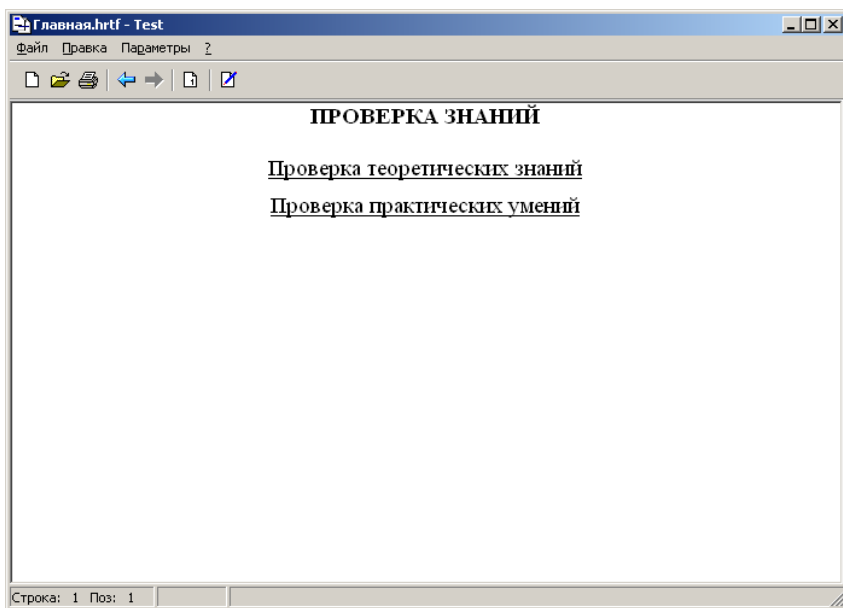 Главная.hrtf - Test
Файл Правка Параметры ?
ПРОВЕРКА ЗНАНИЙ
Проверка теоретических знаний
Проверка практических умений
Строка: 1 Поз: 1